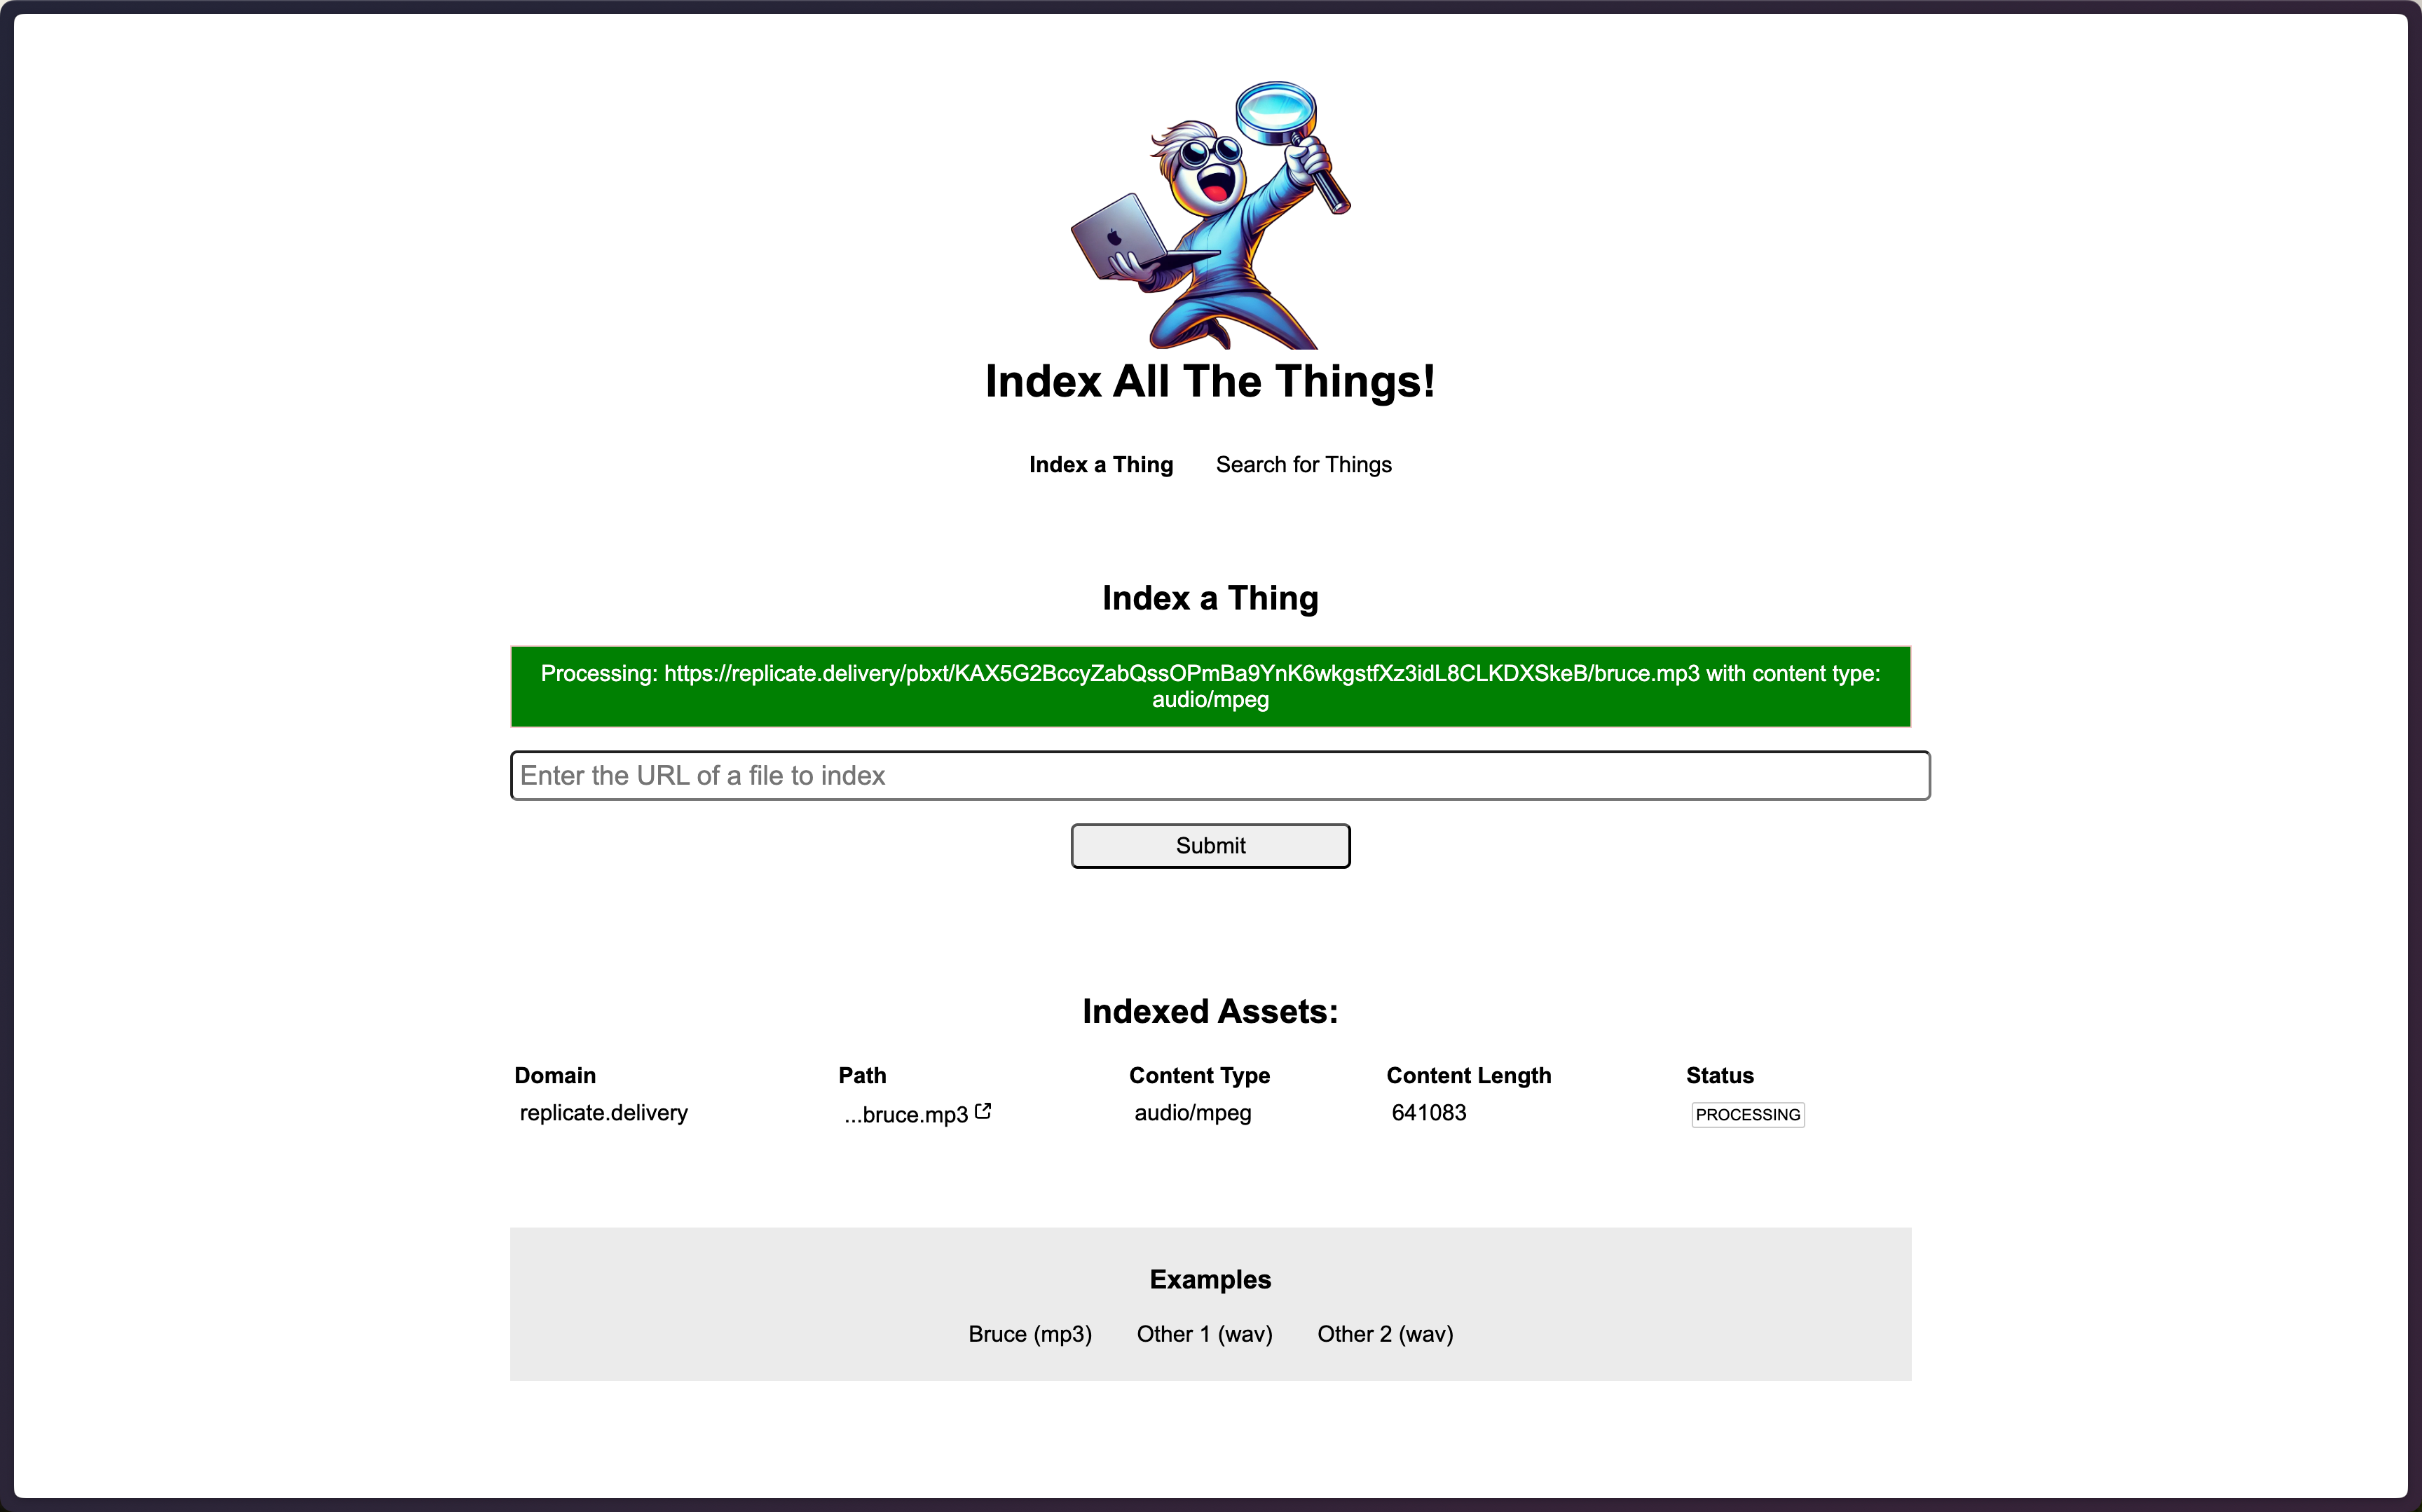 Index All The Things!
Index a Thing Search for Things
Index a Thing
Processing: https://replicate.delivery/pbxt/KAX5G2BccyZabQssOPmBa9YnK6wkgstfXz3idL8CLKDXSkeB/bruce.mp3 with content type:
audio/mpeg
Enter the URL of a file to index
Submit
Indexed Assets:
Domain Path Content Type Content Length Status
replicate.delivery ...bruce.mp3 audio/mpeg 641083 PROCESSING
Examples
Bruce (mp3) Other 1 (wav) Other 2 (wav)